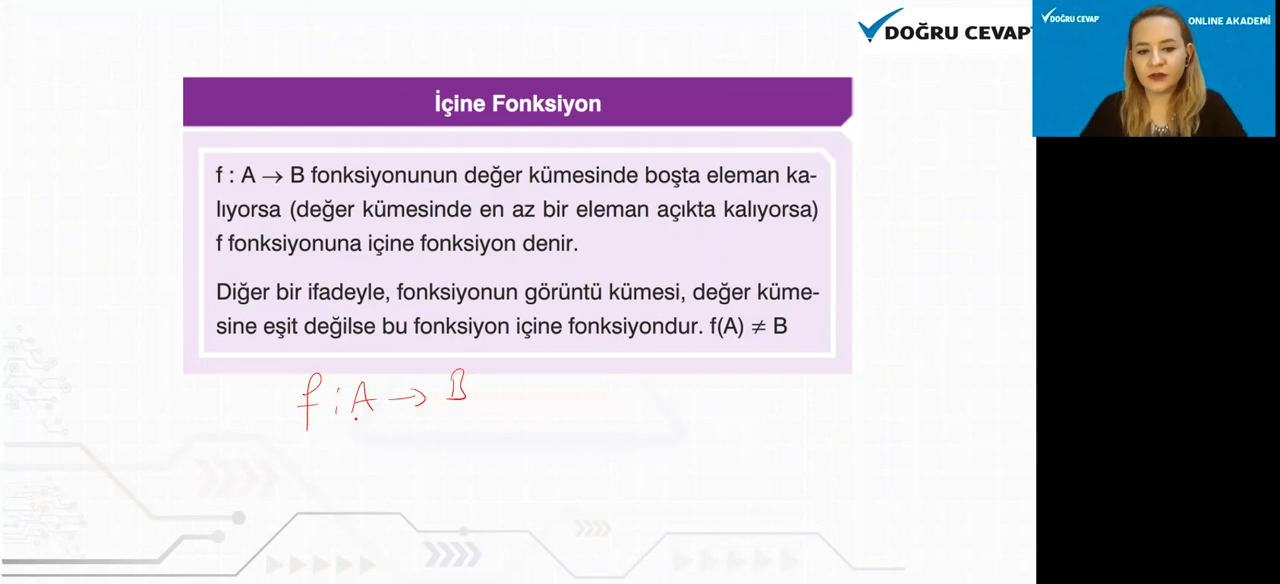 DOĞRU CEVAP
DOĞRU CEVAP
ONLINE AKADEMİ
İçine Fonksiyon
f : A → B fonksiyonunun değer kümesinde boşta eleman ka-
lıyorsa (değer kümesinde en az bir eleman açıkta kalıyorsa)
f fonksiyonuna içine fonksiyon denir.
Diğer bir ifadeyle, fonksiyonun görüntü kümesi, değer küme-
sine eşit değilse bu fonksiyon içine fonksiyondur. f(A) ≠ B
f : A → B